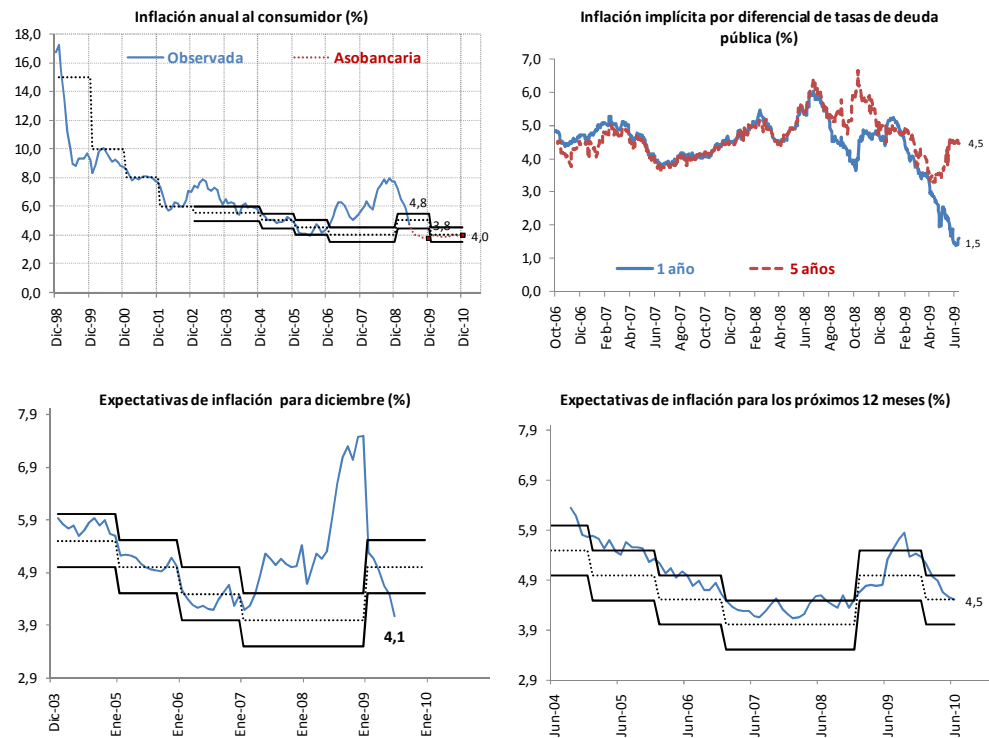 Inflación anual al consumidor (%)
18,0
16,0
14,0
12,0
10,0
8,0
6,0
4,0
2,0
0,0
Observada
Asobancaria
4,8
3,8
4,0
Dic-98
Dic-99
Dic-00
Dic-01
Dic-02
Dic-03
Dic-04
Dic-05
Dic-06
Dic-07
Dic-08
Dic-09
Dic-10
Inflación implícita por diferencial de tasas de deuda
pública (%)
7,0
6,0
5,0
4,0
3,0
2,0
1,0
0,0
4,5
1,5
1 año
5 años
Oct-06
Dic-06
Feb-07
Abr-07
Jun-07
Ago-07
Oct-07
Dic-07
Feb-08
Abr-08
Jun-08
Ago-08
Oct-08
Dic-08
Feb-09
Abr-09
Jun-09
Expectativas de inflación para diciembre (%)
7,9
6,9
5,9
4,9
3,9
2,9
4,1
Dic-03
Ene-05
Ene-06
Ene-07
Ene-08
Ene-09
Ene-10
Expectativas de inflación para los próximos 12 meses (%)
7,9
6,9
5,9
4,9
3,9
2,9
4,5
Jun-04
Jun-05
Jun-06
Jun-07
Jun-08
Jun-09
Jun-10